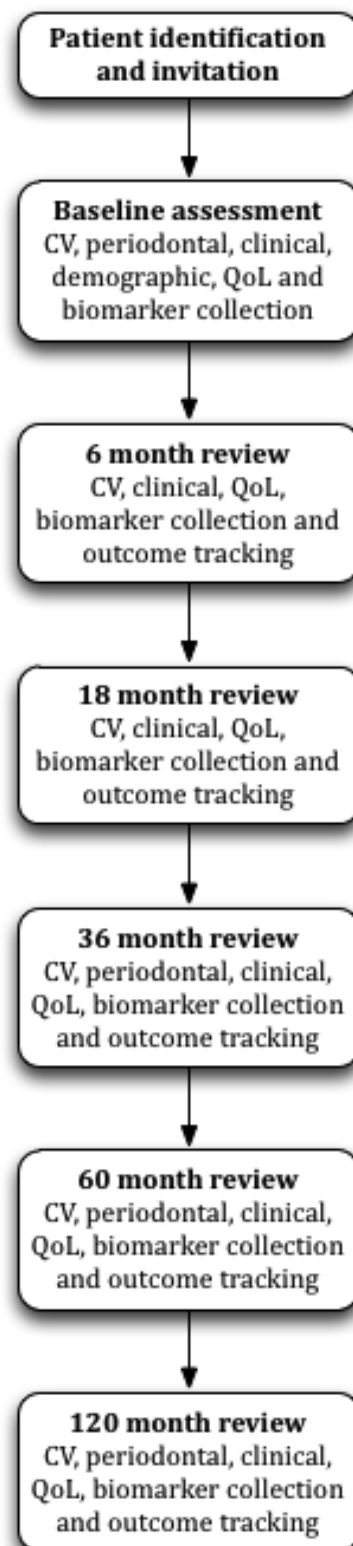 Patient identification
and invitation
Baseline assessment
CV, periodontal, clinical,
demographic, QoL and
biomarker collection
6 month review
CV, clinical, QoL,
biomarker collection and
outcome tracking
18 month review
CV, clinical, QoL,
biomarker collection and
outcome tracking
36 month review
CV, periodontal, clinical,
QoL, biomarker collection
and outcome tracking
60 month review
CV, periodontal, clinical,
QoL, biomarker collection
and outcome tracking
120 month review
CV, periodontal, clinical,
QoL, biomarker collection
and outcome tracking